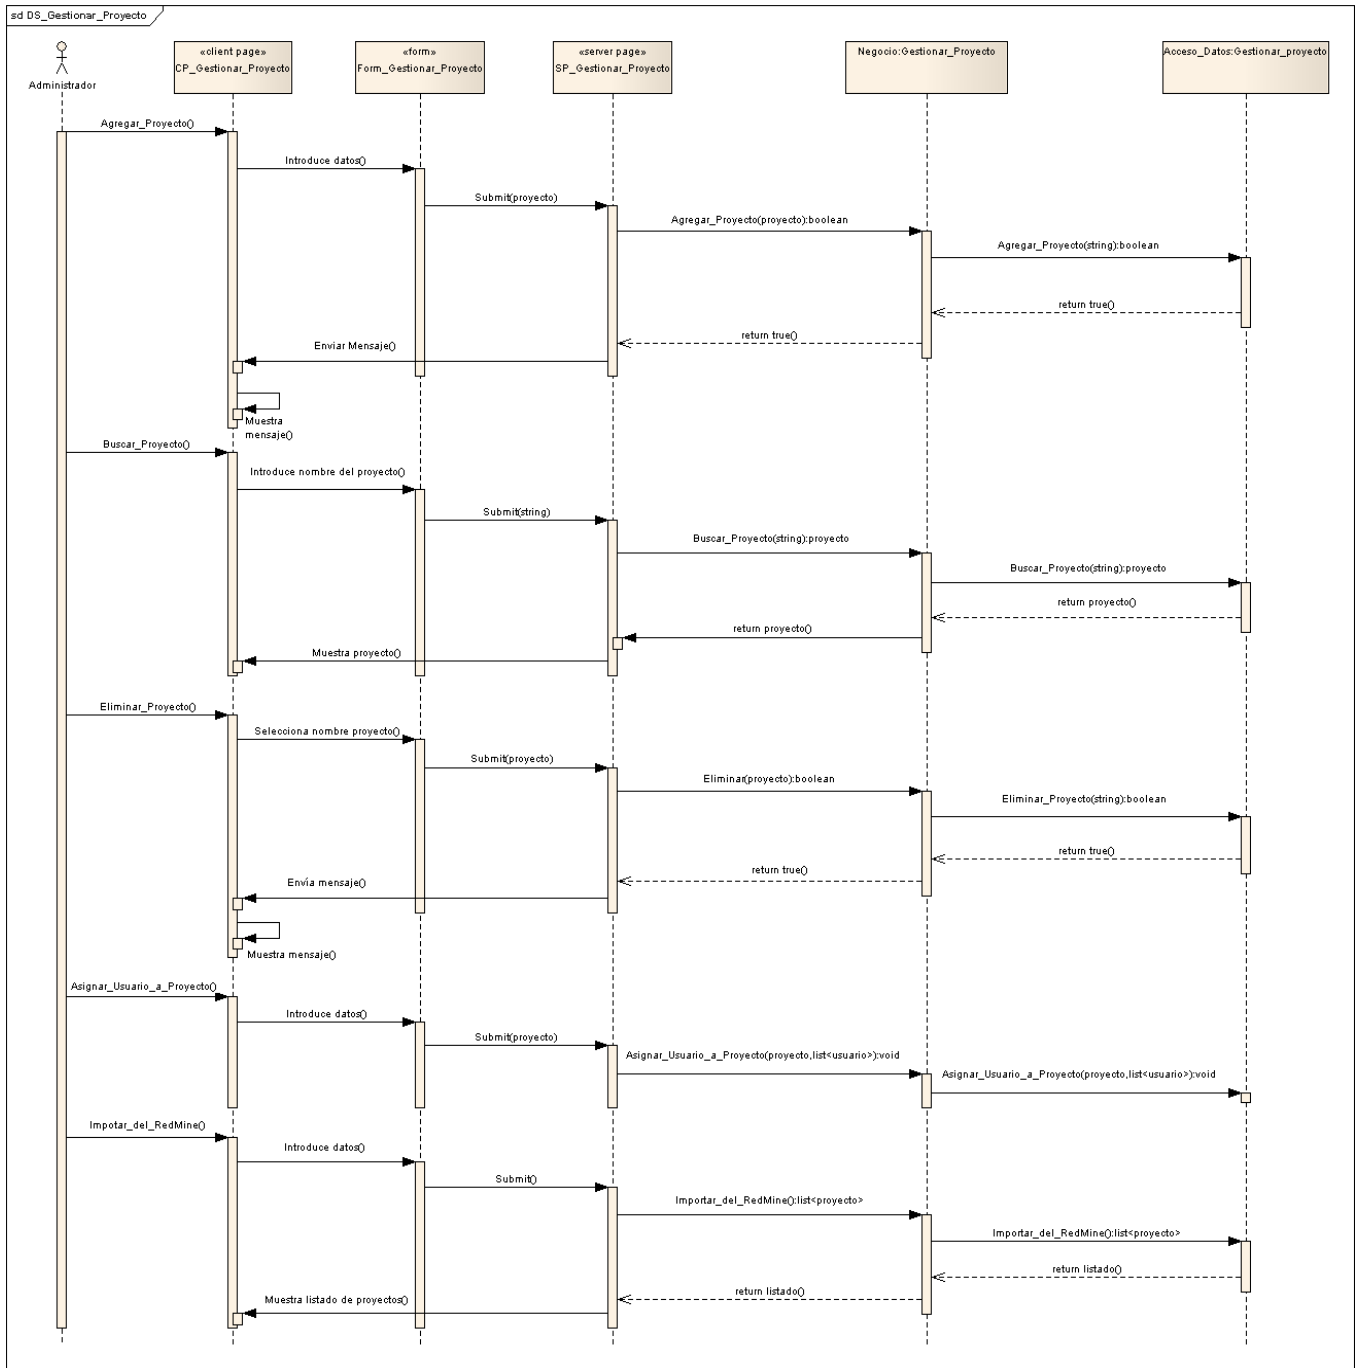 sd DS_Gestionar_Proyecto
Administrador
«client page»
CP_Gestionar_Proyecto
«form»
Form_Gestionar_Proyecto
«server page»
SP_Gestionar_Proyecto
Negocio:Gestionar_Proyecto
Acceso_Datos:Gestionar_proyecto
Agregar_Proyecto()
Introduce datos()
Submit(proyecto)
Agregar_Proyecto(proyecto):boolean
Agregar_Proyecto(string):boolean
return true()
return true()
Enviar Mensaje()
Muestra
mensaje()
Buscar_Proyecto()
Introduce nombre del proyecto()
Submit(string)
Buscar_Proyecto(string):proyecto
Buscar_Proyecto(string):proyecto
return proyecto()
return proyecto()
Muestra proyecto()
Eliminar_Proyecto()
Selecciona nombre proyecto()
Submit(proyecto)
Eliminar(proyecto):boolean
Eliminar_Proyecto(string):boolean
return true()
return true()
Envía mensaje()
Muestra mensaje()
Asignar_Usuario_a_Proyecto()
Introduce datos()
Submit(proyecto)
Asignar_Usuario_a_Proyecto(proyecto,list<usuario>):void
Asignar_Usuario_a_Proyecto(proyecto,list<usuario>):void
Impotar_del_RedMine()
Introduce datos()
Submit()
Importar_del_RedMine():list<proyecto>
Importar_del_RedMine():list<proyecto>
return listado()
return listado()
Muestra listado de proyectos()